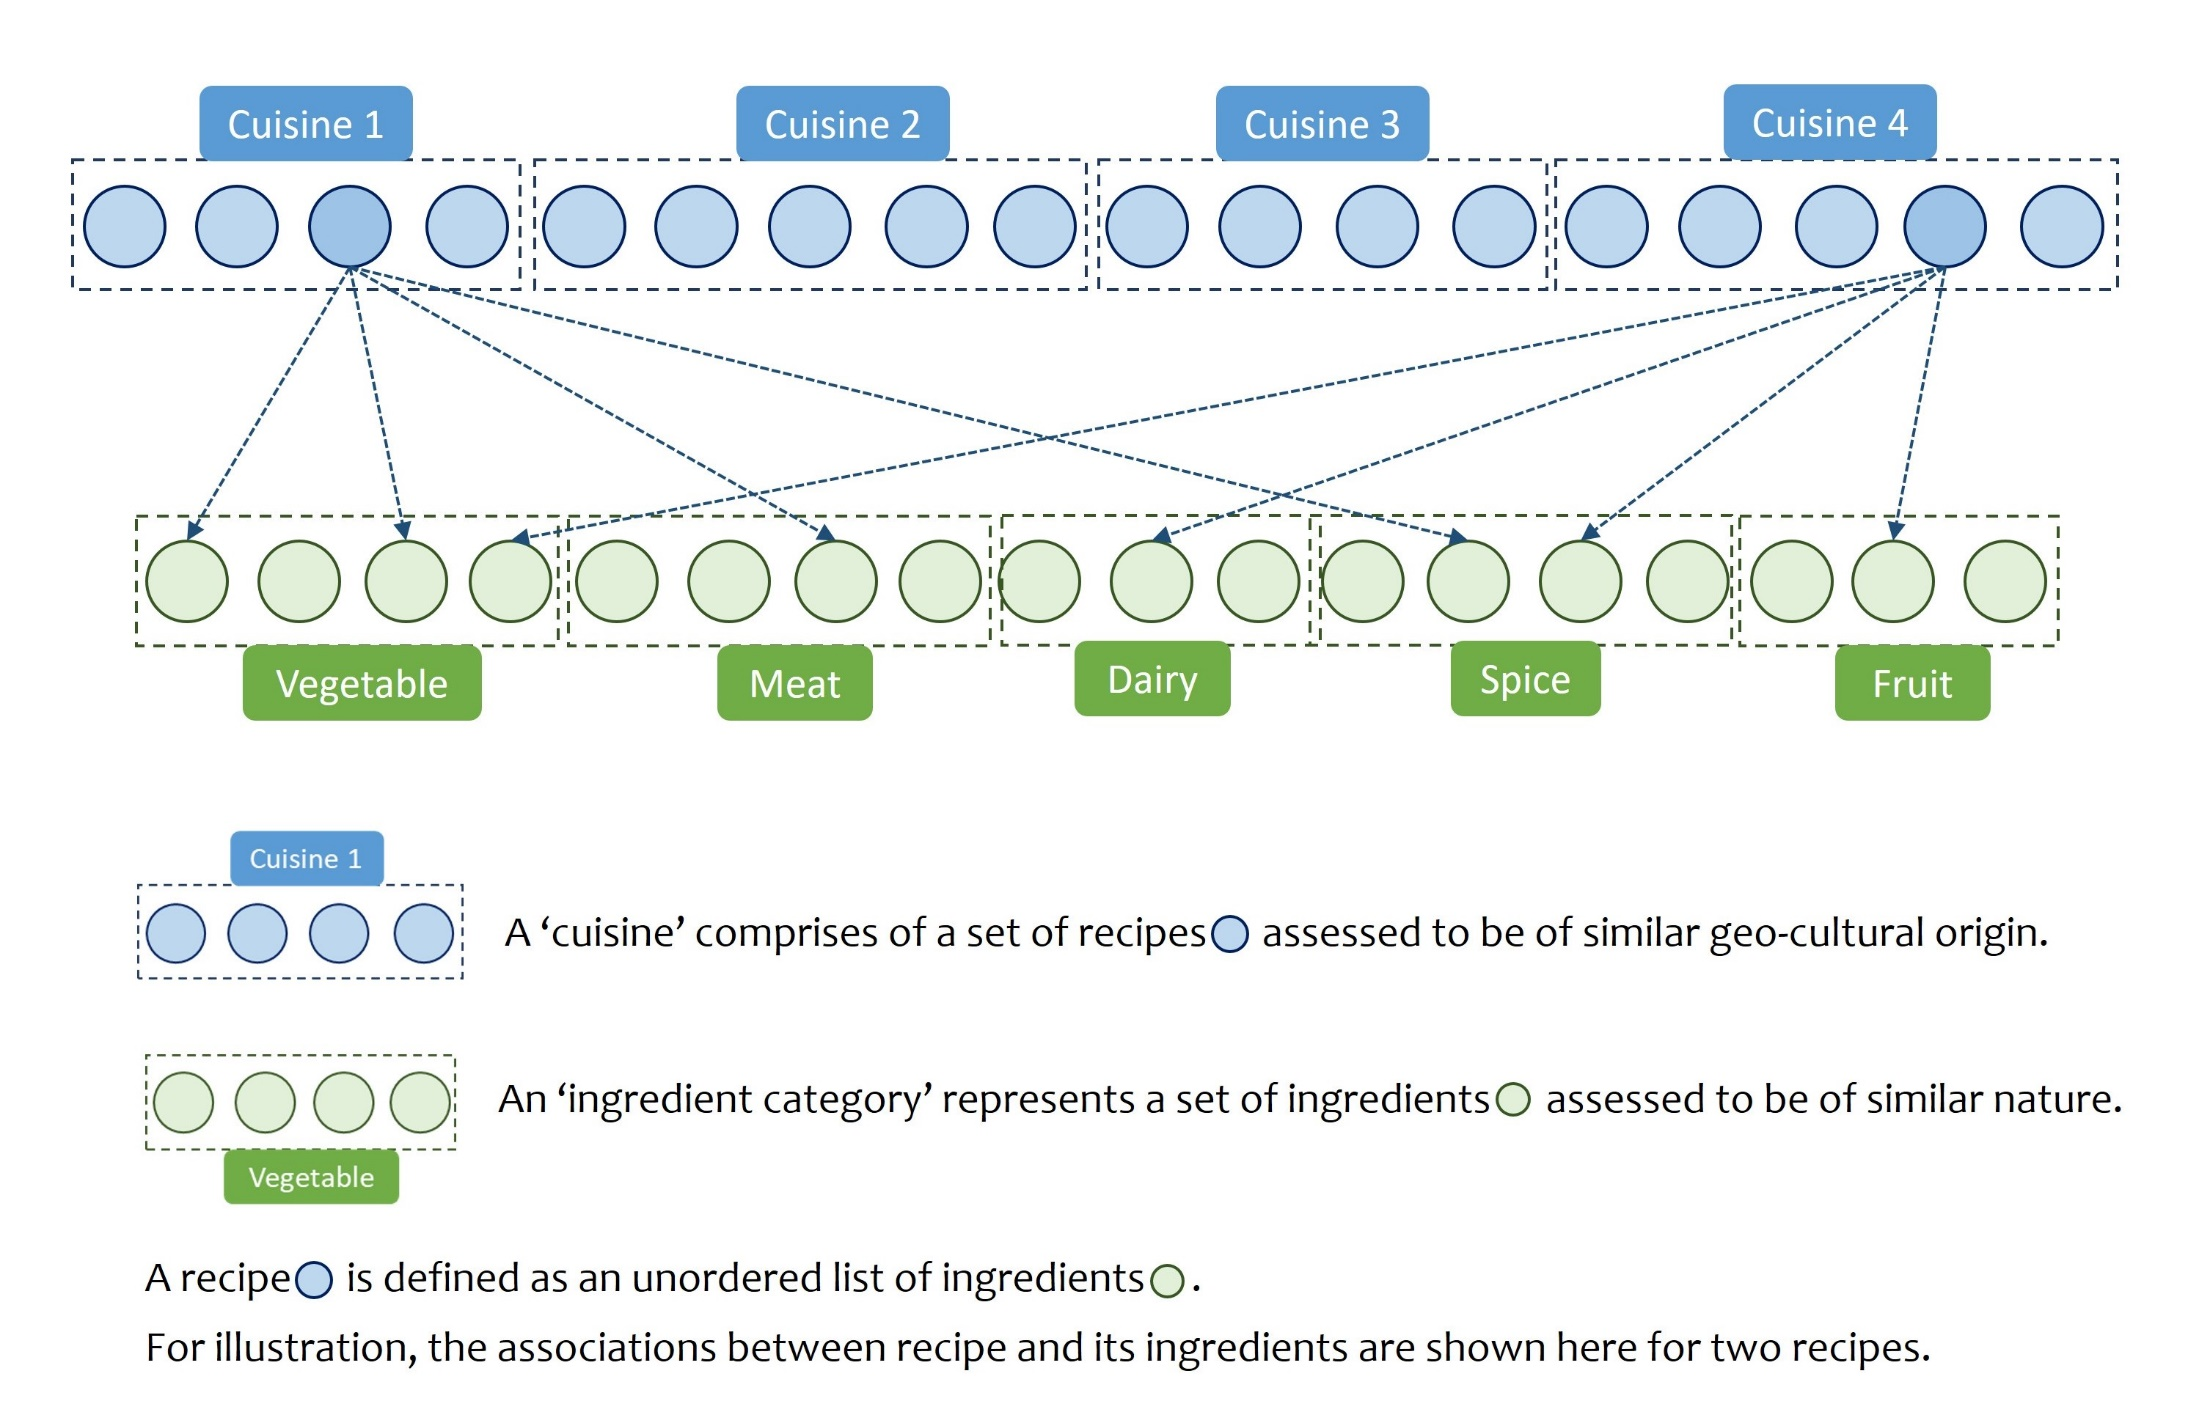 Cuisine 1
Cuisine 2
Cuisine 3
Cuisine 4
Vegetable
Meat
Dairy
Spice
Fruit
Cuisine 1
A ‘cuisine’ comprises of a set of recipes assessed to be of similar geo-cultural origin.
An ‘ingredient category’ represents a set of ingredients assessed to be of similar nature.
Vegetable
A recipe is defined as an unordered list of ingredients .
For illustration, the associations between recipe and its ingredients are shown here for two recipes.